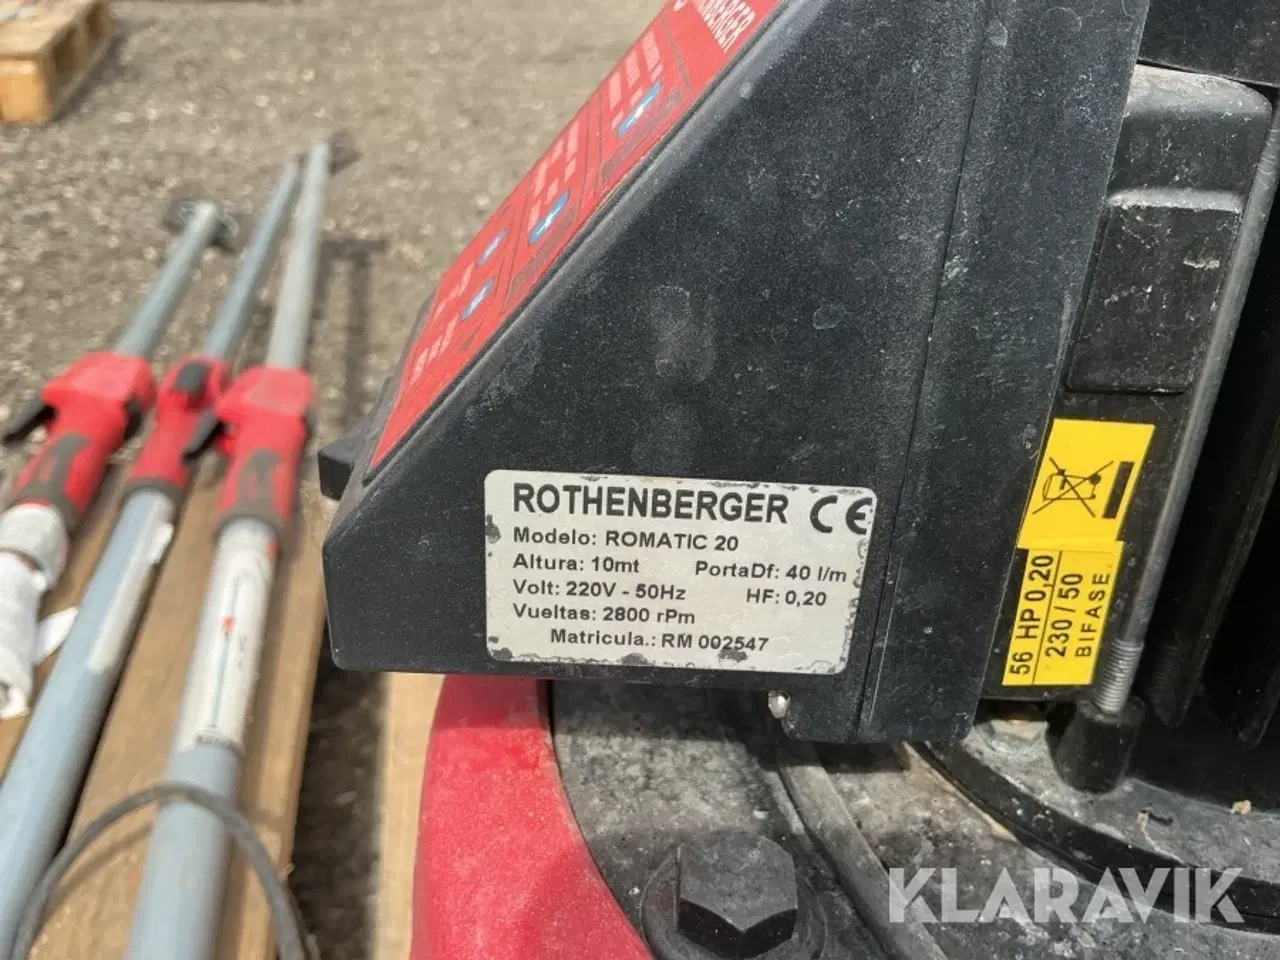 ROTHENBERGER CE
Modelo: ROMATIC 20
Altura: 10mt PortaDf: 40 l/m
Volt: 220V - 50Hz HF: 0,20
Vueltas: 2800 rPm
Matricula.: RM 002547
56 HP 0,20
230 / 50
BIFASE.
KLARAVIK